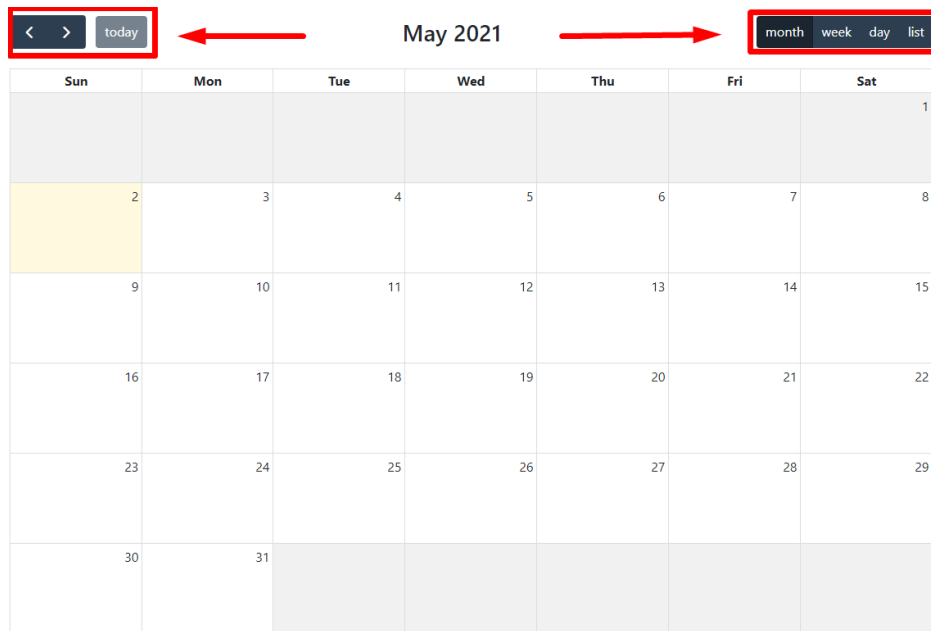 today May 2021 month week day list
Sun Mon Tue Wed Thu Fri Sat
1
2 3 4 5 6 7 8
9 10 11 12 13 14 15
16 17 18 19 20 21 22
23 24 25 26 27 28 29
30 31